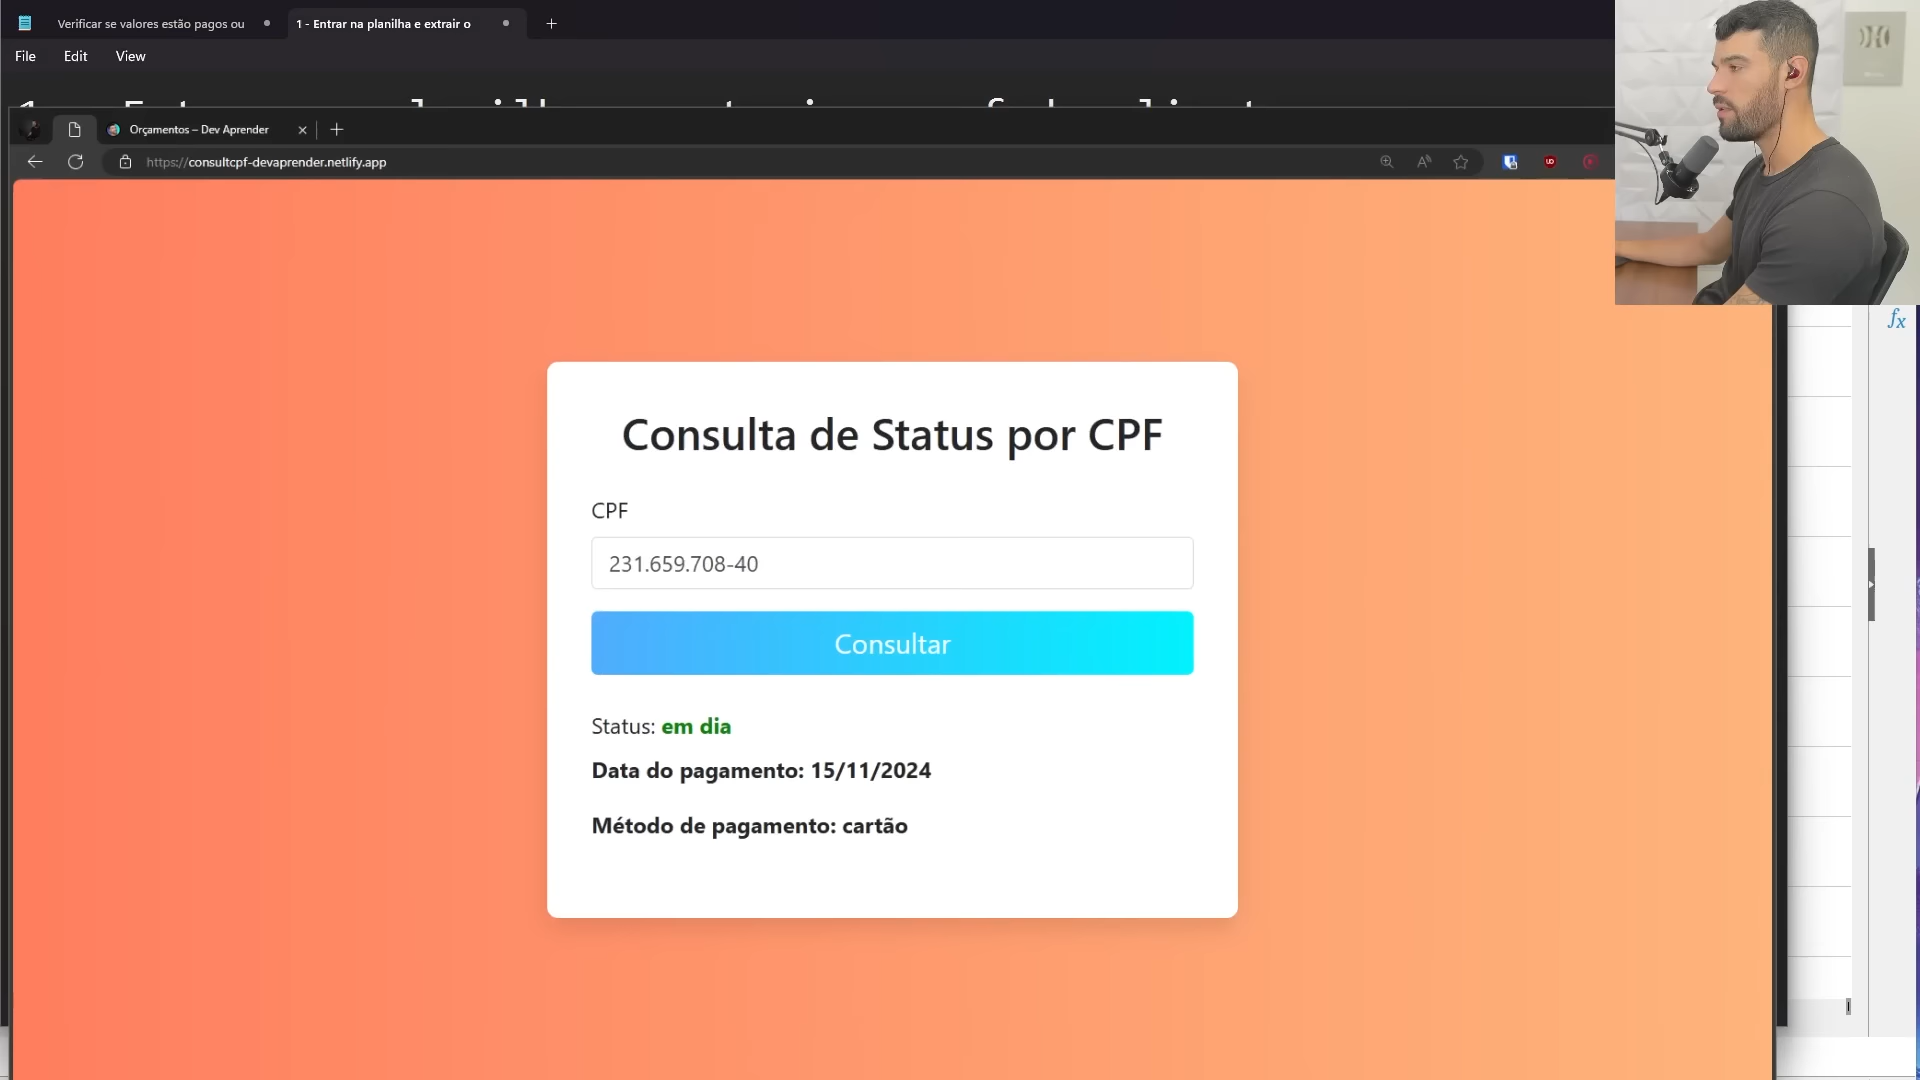 Verificar se valores estão pagos ou
1 - Entrar na planilha e extrair o
File Edit View
Orçamentos – Dev Aprender
https://consultcpf-devaprender.netlify.app
Consulta de Status por CPF
CPF
231.659.708-40
Consultar
Status: em dia
Data do pagamento: 15/11/2024
Método de pagamento: cartão
fx